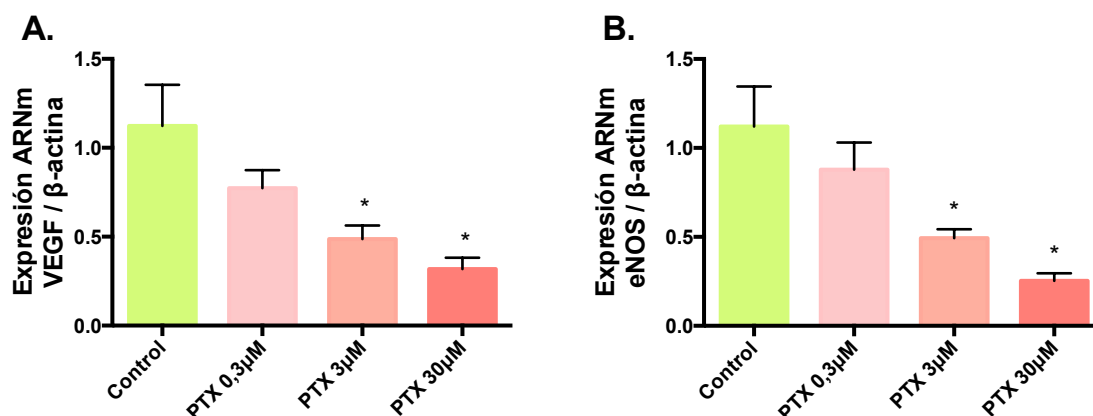 A.
Expresión ARNm
VEGF / β-actina
1.5
1.0
0.5
0.0
*
*
Control
PTX 0,3µM
PTX 3µM
PTX 30µM
B.
Expresión ARNm
eNOS / β-actina
1.5
1.0
0.5
0.0
*
*
Control
PTX 0,3µM
PTX 3µM
PTX 30µM